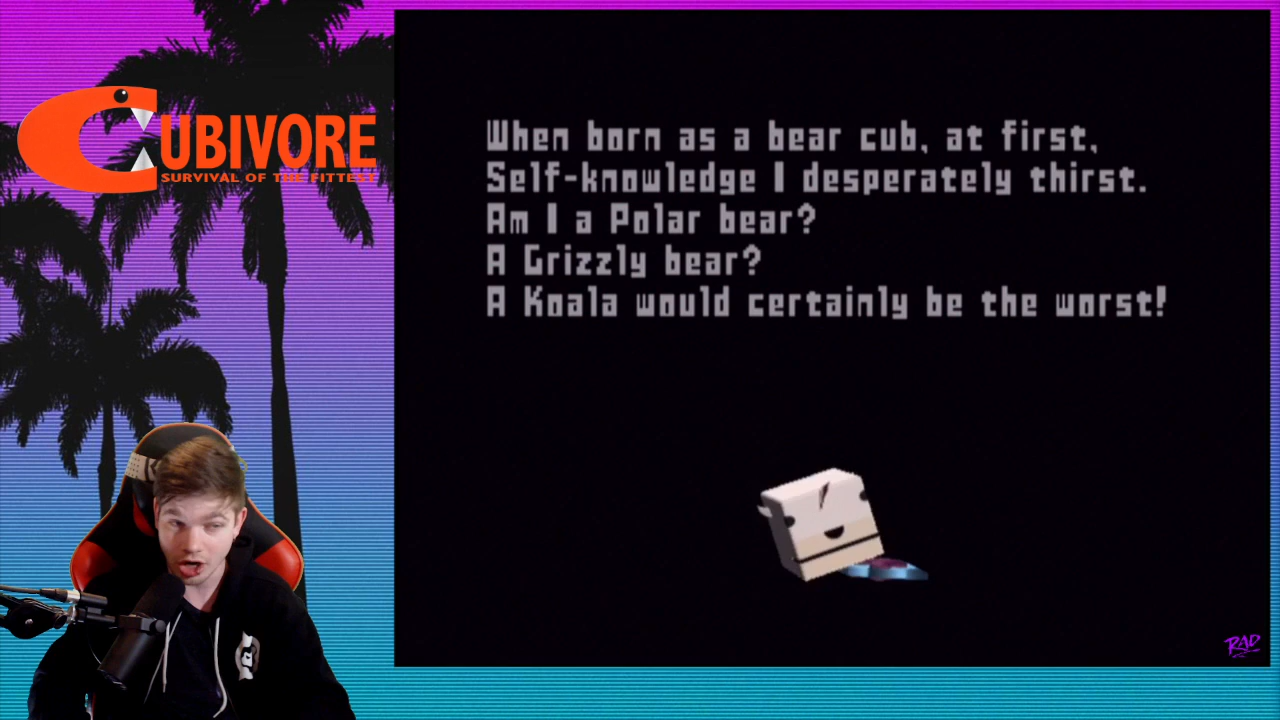 CUBIVORE
SURVIVAL OF THE FITTEST
When born as a bear cub, at first,
Self-knowledge I desperately thirst.
Am I a Polar bear?
A Grizzly bear?
A Koala would certainly be the worst!
RAD